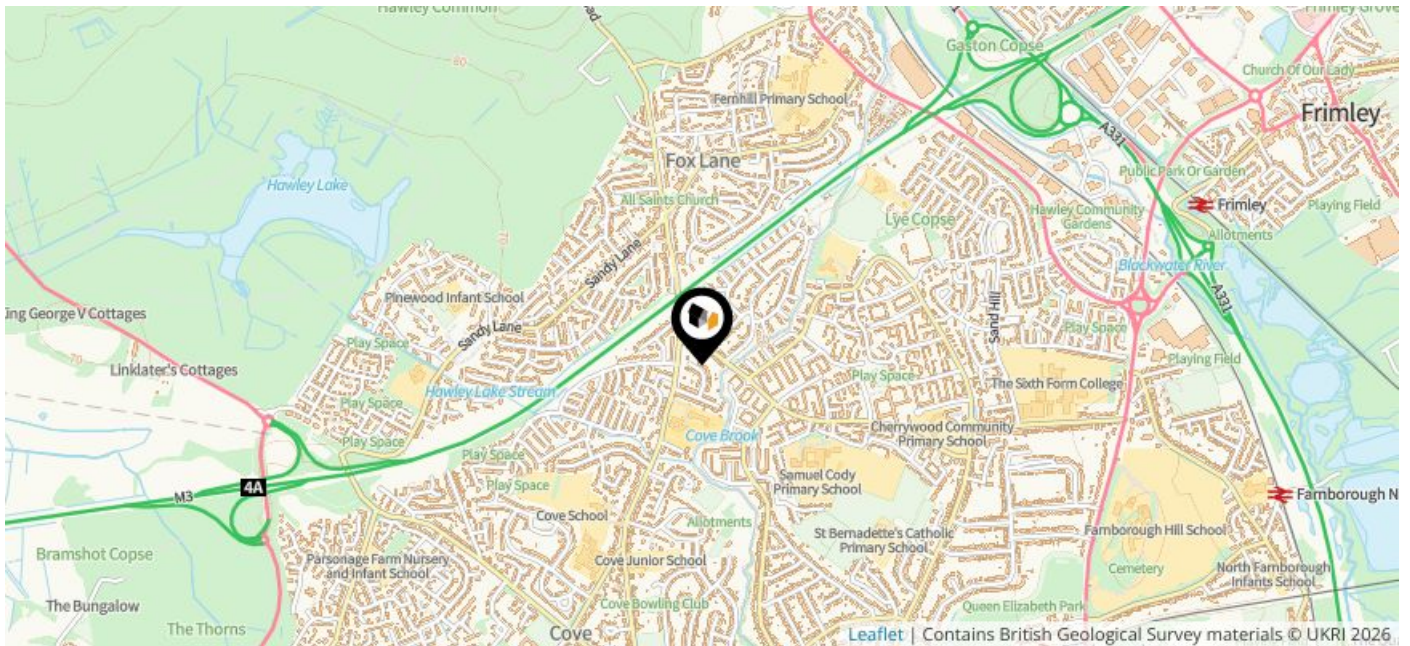 Hawley Common
Frimley Grove
Gaston Copse
Church Of Our Lady
60
70
Fernhill Primary School
Frimley
A331
Fox Lane
Public Park Or Garden
Hawley Lake
All Saints Church
Frimley
Hawley Community
Gardens
Playing Field
Lye Copse
Allotments
70
Sandy Lane
Blackwater River
Pinewood Infant School
A331
King George V Cottages
Sandy Lane
Sand Hill
Play Space
Play Space
70
Playing Field
Linklater's Cottages
Play Space
The Sixth Form College
Hawley Lake Stream
Play Space
Cove Brook
Cherrywood Community
Primary School
Play Space
Play Space
Samuel Cody
Primary School
4A
M3
Play Space
Farnborough N
Cove School
Allotments
St Bernadette's Catholic
Primary School
Farnborough Hill School
Bramshot Copse
Parsonage Farm Nursery
and Infant School
Cove Junior School
Cemetery
North Farnborough
Infants School
The Bungalow
Cove Bowling Club
Queen Elizabeth Park
The Thorns
Cove
Leaflet | Contains British Geological Survey materials © UKRI 2026